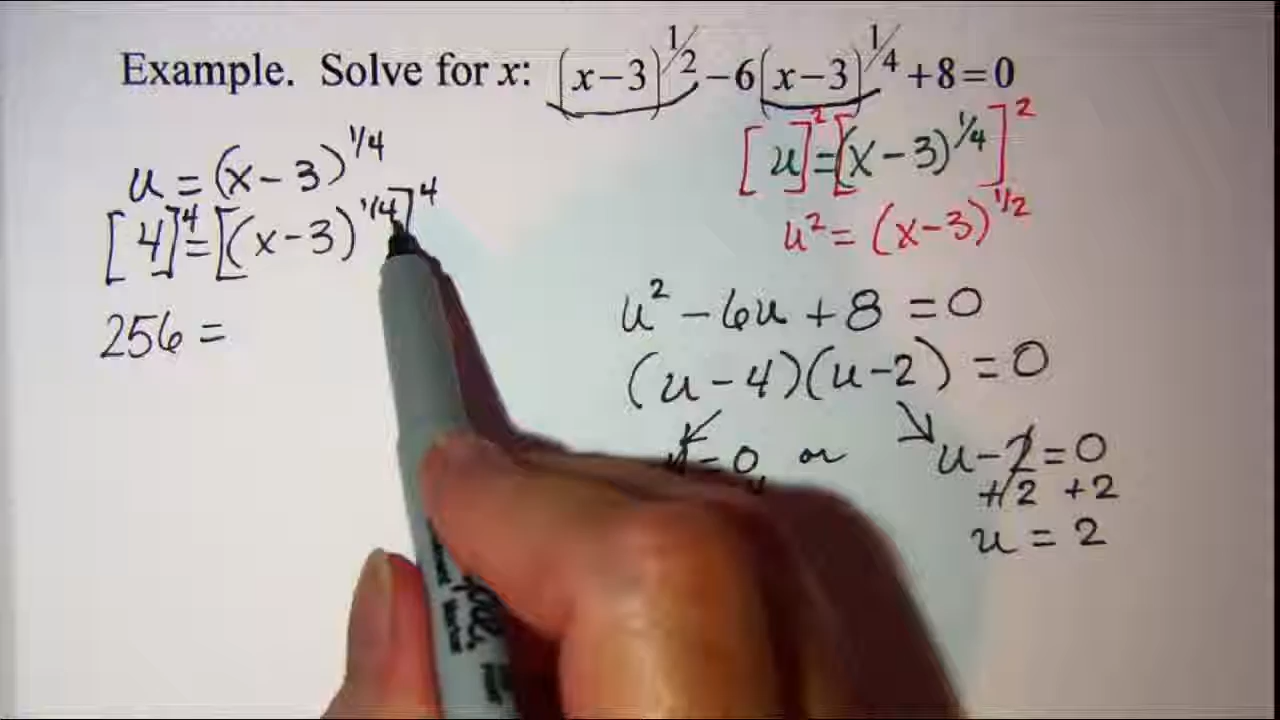 Example. Solve for x: (x−3)^1/2 −6(x−3)^1/4 +8=0
u = (x−3)^1/4
[4]^4 = [(x−3)^1/4]^4
256 =
[u]^2 = [(x−3)^1/4]^2
u^2 = (x−3)^1/2
u^2 − 6u + 8 = 0
(u−4)(u−2) = 0
= 0 or u−2 = 0
+2 +2
u = 2